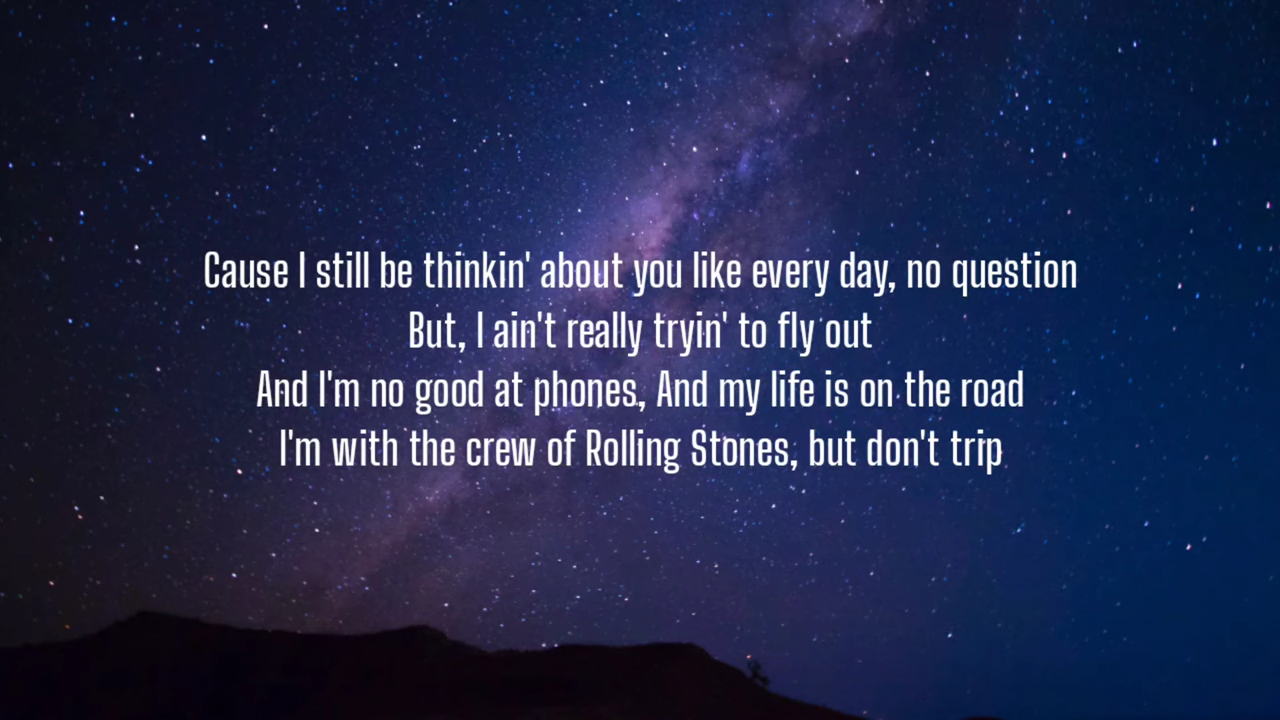 Cause I still be thinkin' about you like every day, no question
But, I ain't really tryin' to fly out
And I'm no good at phones, And my life is on the road
I'm with the crew of Rolling Stones, but don't trip